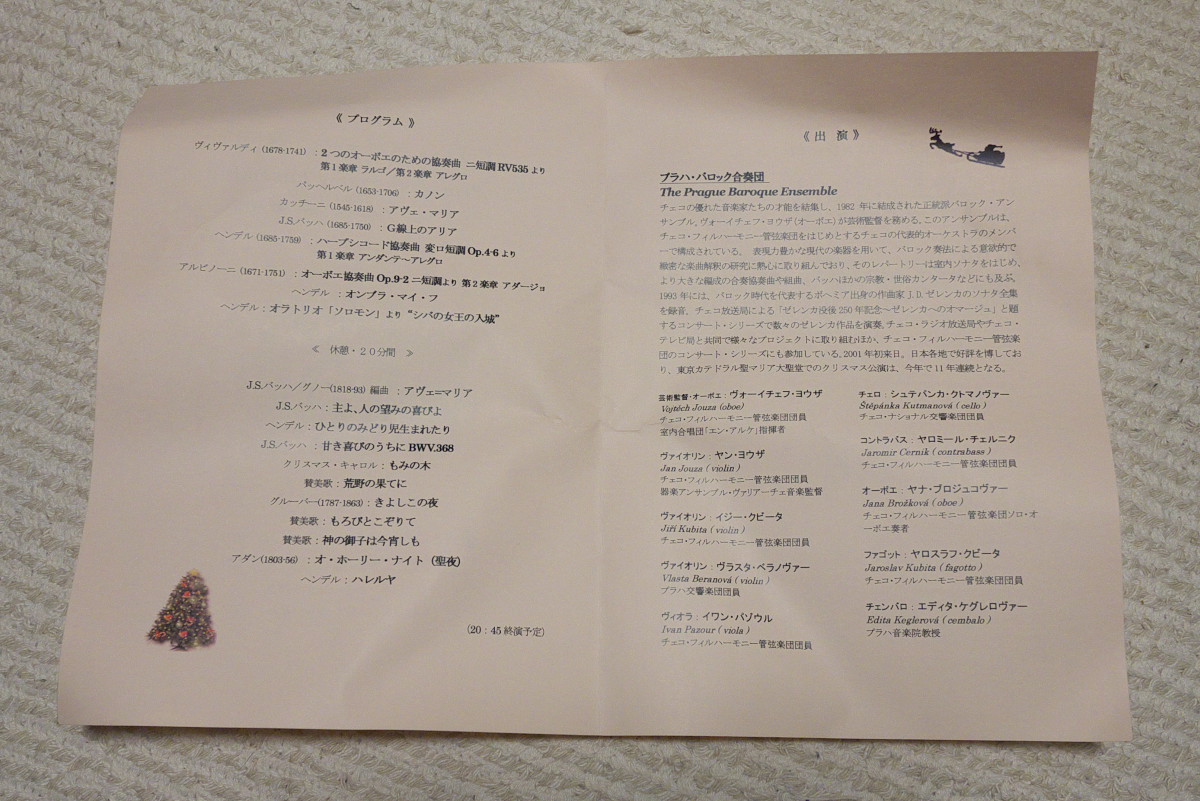 《 プログラム 》
ヴィヴァルディ (1678-1741) : 2つのオーボエのための協奏曲 ニ短調 RV535 より
第1楽章 ラルゴ／第2楽章 アレグロ
パッヘルベル (1653-1706) : カノン
カッチーニ (1545-1618) : アヴェ・マリア
J.S.バッハ (1685-1750) : G線上のアリア
ヘンデル (1685-1759) : ハープシコード協奏曲 変ロ短調 Op.4-6 より
第1楽章 アンダンテ～アレグロ
アルビノーニ (1671-1751) : オーボエ協奏曲 Op.9-2 ニ短調より 第2楽章 アダージョ
ヘンデル : オンブラ・マイ・フ
ヘンデル : オラトリオ「ソロモン」より “シバの女王の入城”
《 休憩・20分間 》
J.S.バッハ／グノー(1818-93) 編曲 : アヴェ＝マリア
J.S.バッハ : 主よ、人の望みの喜びよ
ヘンデル : ひとりのみどり児生まれたり
J.S.バッハ : 甘き喜びのうちに BWV.368
クリスマス・キャロル : もみの木
賛美歌 : 荒野の果てに
グルーバー(1787-1863) : きよしこの夜
賛美歌 : もろびとこぞりて
賛美歌 : 神の御子は今宵しも
アダン(1803-56) : オ・ホーリー・ナイト（聖夜）
ヘンデル : ハレルヤ
(20 : 45 終演予定)
《 出 演 》
プラハ・バロック合奏団
The Prague Baroque Ensemble
チェコの優れた音楽家たちの才能を結集し、1982 年に結成された正統派バロック・アン
サンブル。ヴォーイチェフ・ヨウザ(オーボエ)が芸術監督を務める。このアンサンブルは、
チェコ・フィルハーモニー管弦楽団をはじめとするチェコの代表的オーケストラのメンバ
ーで構成されている。 表現力豊かな現代の楽器を用いて、バロック奏法による意欲的で
緻密な楽曲解釈の研究に熱心に取り組んでおり、そのレパートリーは室内ソナタをはじめ、
より大きな編成の合奏協奏曲や組曲、バッハほかの宗教・世俗カンタータなどにも及ぶ。
1993 年には、バロック時代を代表するボヘミア出身の作曲家 J.D.ゼレンカのソナタ全集
を録音、チェコ放送局による「ゼレンカ没後 250 年記念～ゼレンカへのオマージュ」と題
するコンサート・シリーズで数々のゼレンカ作品を演奏。チェコ・ラジオ放送局やチェコ・
テレビ局と共同で様々なプロジェクトに取り組むほか、チェコ・フィルハーモニー管弦楽
団のコンサート・シリーズにも参加している。2001 年初来日。日本各地で好評を博してお
り、東京カテドラル聖マリア大聖堂でのクリスマス公演は、今年で 11 年連続となる。
芸術監督・オーボエ : ヴォーイチェフ・ヨウザ
Vojtěch Jouza (oboe)
チェコ・フィルハーモニー管弦楽団団員
室内合唱団「エン・アルケ」指揮者
ヴァイオリン : ヤン・ヨウザ
Jan Jouza ( violin )
チェコ・フィルハーモニー管弦楽団団員
器楽アンサンブル・ヴァリアーチェ音楽監督
ヴァイオリン : イジー・クビータ
Jiří Kubita ( violin )
チェコ・フィルハーモニー管弦楽団団員
ヴァイオリン : ヴラスタ・ベラノヴァー
Vlasta Beranová ( violin )
プラハ交響楽団団員
ヴィオラ : イワン・パゾウル
Ivan Pazour ( viola )
チェコ・フィルハーモニー管弦楽団団員
チェロ : シュテパンカ・クトマノヴァー
Štěpánka Kutmanová ( cello )
チェコ・ナショナル交響楽団団員
コントラバス : ヤロミール・チェルニク
Jaromir Cerník ( contrabass )
チェコ・フィルハーモニー管弦楽団団員
オーボエ : ヤナ・ブロジュコヴァー
Jana Brožková ( oboe )
チェコ・フィルハーモニー管弦楽団ソロ・オ
ーボエ奏者
ファゴット : ヤロスラフ・クビータ
Jaroslav Kubita ( fagotto )
チェコ・フィルハーモニー管弦楽団団員
チェンバロ : エディタ・ケグレロヴァー
Edita Keglerová ( cembalo )
プラハ音楽院教授